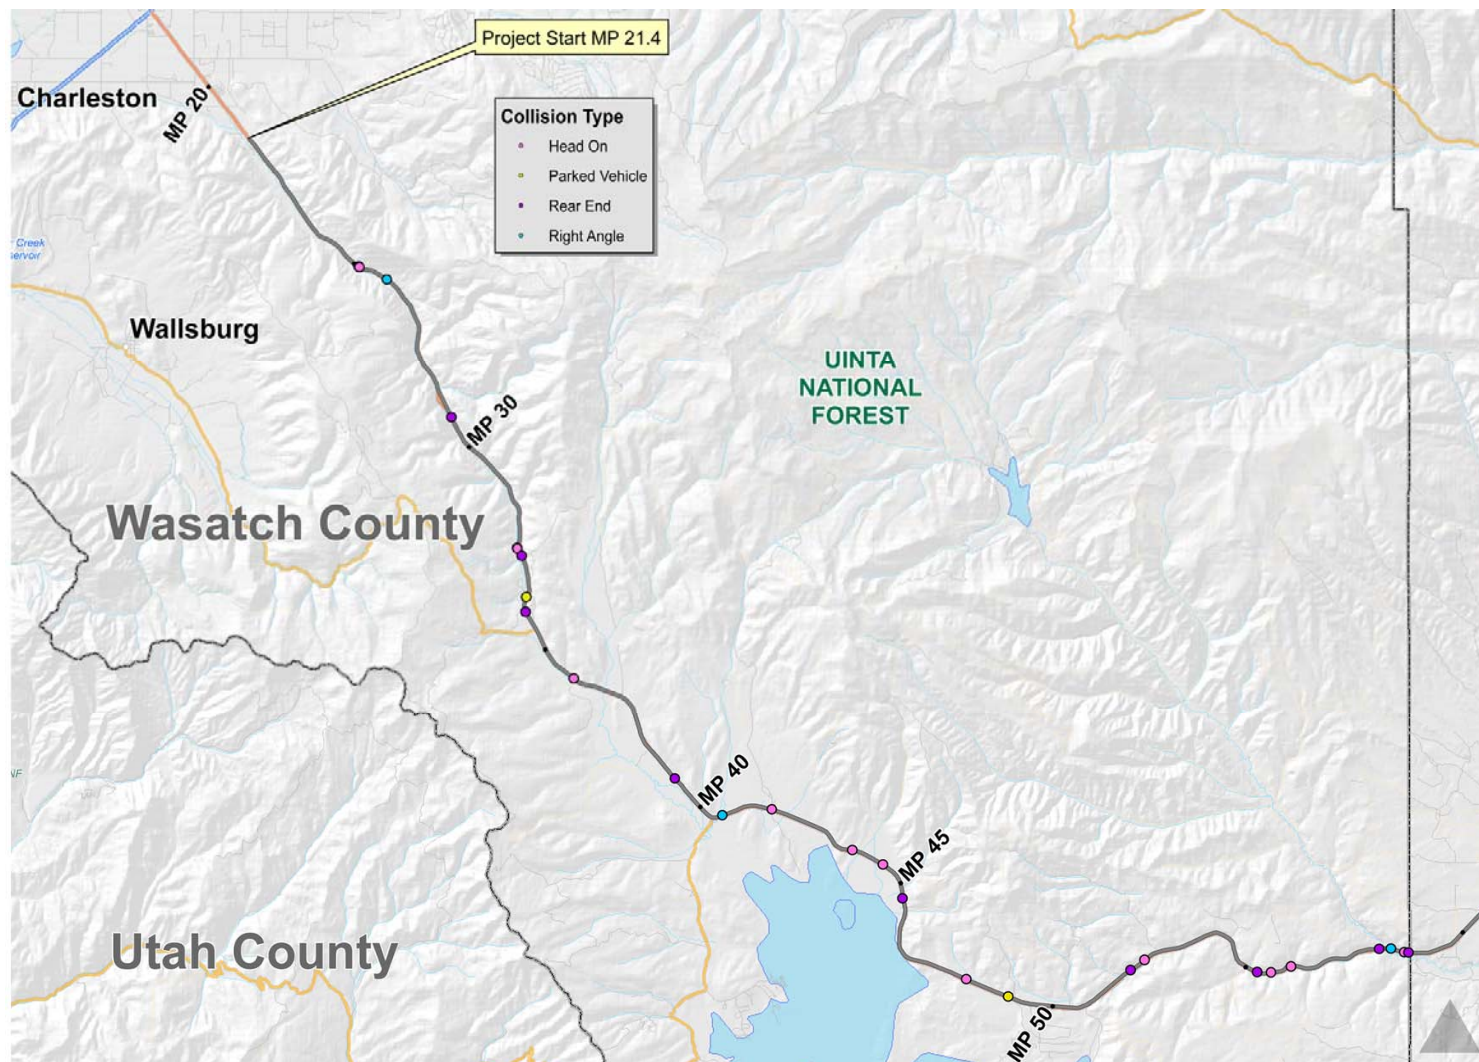 Project Start MP 21.4
Charleston
MP 20
Collision Type
Head On
Parked Vehicle
Rear End
Right Angle
Creek
Wallsburg
UINTA
NATIONAL
FOREST
MP 30
Wasatch County
MP 40
MP 45
Utah County
MP 50